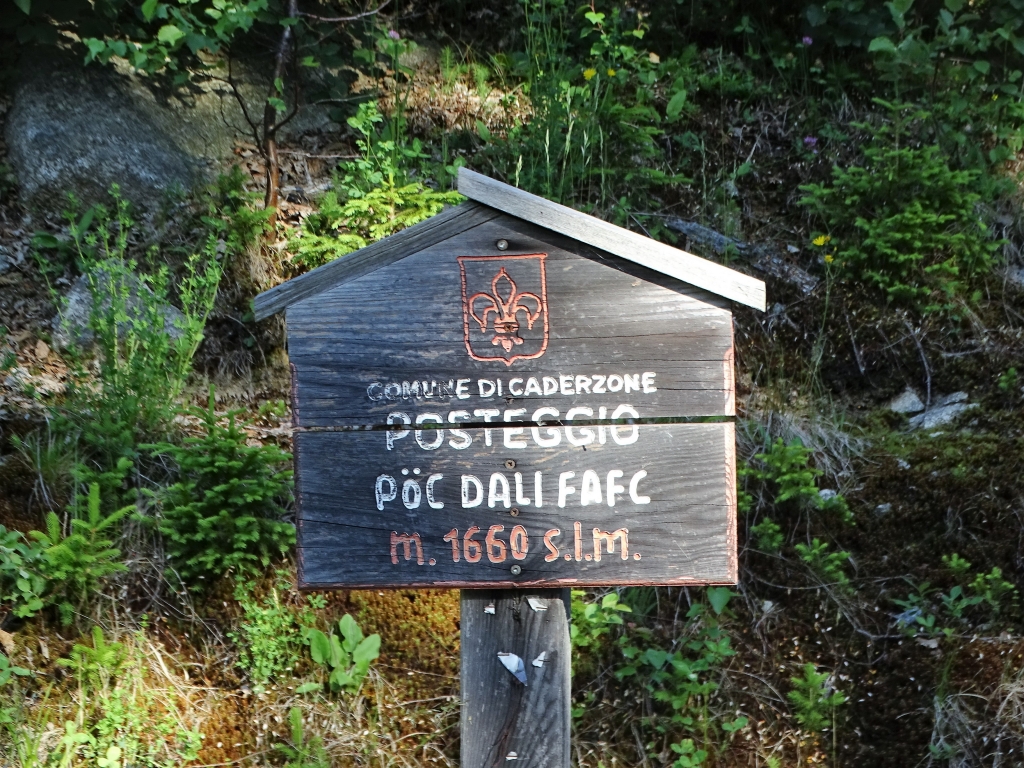 COMUNE DI CADERZONE
POSTEGGIO
PÖC DALI FAFC
m. 1660 s.l.m.